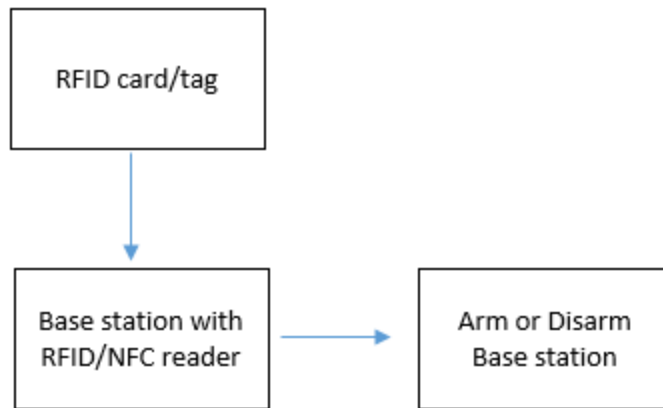 RFID card/tag
Base station with
RFID/NFC reader
Arm or Disarm
Base station